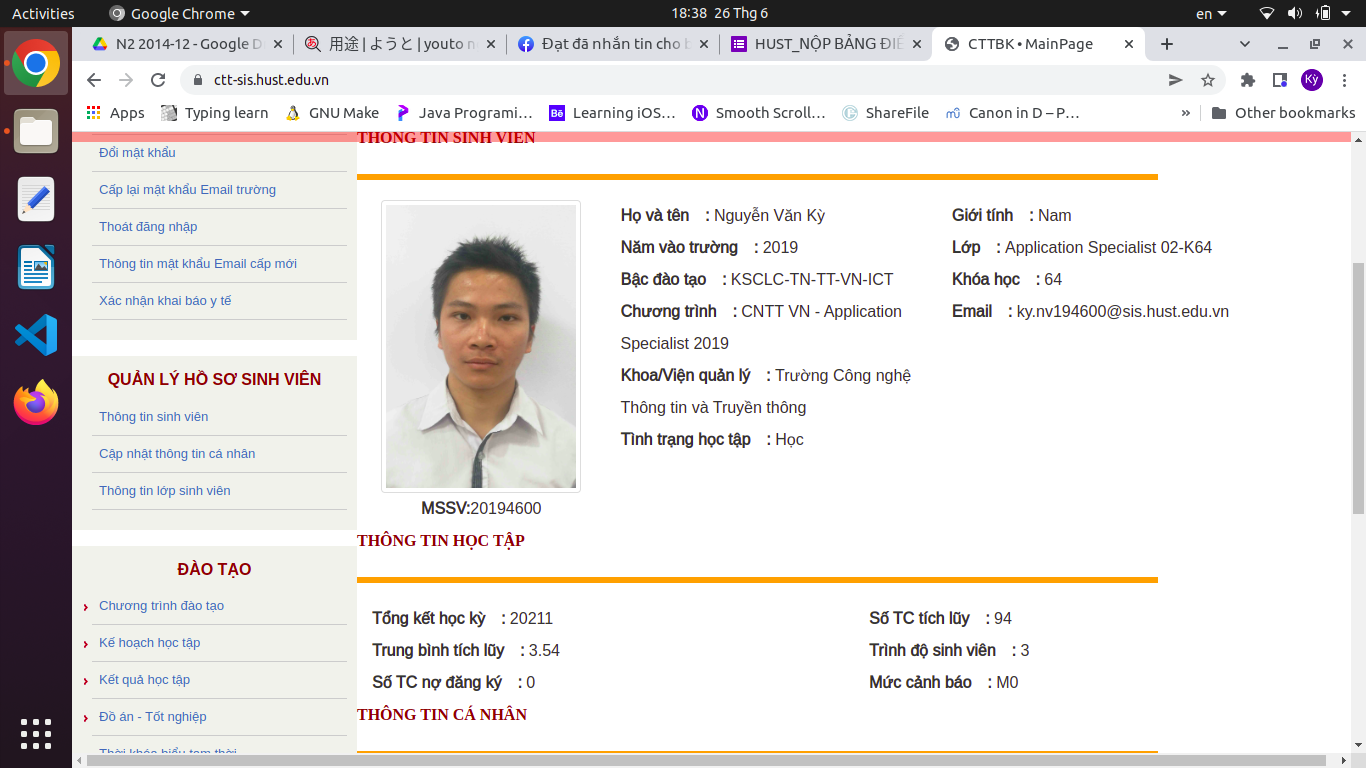 Activities
Google Chrome
18:38 26 Thg 6
en
N2 2014-12 - Google D
用途 | ようと | youto n
Đạt đã nhắn tin cho b
HUST_NỘP BẢNG ĐIỂ
CTTBK • MainPage
ctt-sis.hust.edu.vn
Kỳ
Apps
Typing learn
GNU Make
Java Programi…
Learning iOS…
Smooth Scroll…
ShareFile
Canon in D – P…
»
Other bookmarks
Đổi mật khẩu
Cấp lại mật khẩu Email trường
Thoát đăng nhập
Thông tin mật khẩu Email cấp mới
Xác nhận khai báo y tế
QUẢN LÝ HỒ SƠ SINH VIÊN
Thông tin sinh viên
Cập nhật thông tin cá nhân
Thông tin lớp sinh viên
ĐÀO TẠO
Chương trình đào tạo
Kế hoạch học tập
Kết quả học tập
Đồ án - Tốt nghiệp
Thời khóa biểu tạm thời
THÔNG TIN SINH VIÊN
Họ và tên : Nguyễn Văn Kỳ
Năm vào trường : 2019
Bậc đào tạo : KSCLC-TN-TT-VN-ICT
Chương trình : CNTT VN - Application
Specialist 2019
Khoa/Viện quản lý : Trường Công nghệ
Thông tin và Truyền thông
Tình trạng học tập : Học
Giới tính : Nam
Lớp : Application Specialist 02-K64
Khóa học : 64
Email : ky.nv194600@sis.hust.edu.vn
MSSV:20194600
THÔNG TIN HỌC TẬP
Tổng kết học kỳ : 20211
Trung bình tích lũy : 3.54
Số TC nợ đăng ký : 0
Số TC tích lũy : 94
Trình độ sinh viên : 3
Mức cảnh báo : M0
THÔNG TIN CÁ NHÂN